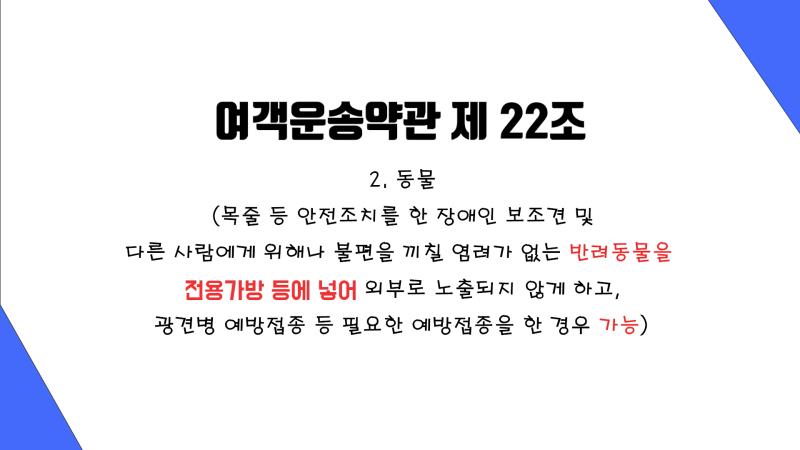 여객운송약관 제 22조
2. 동물
(목줄 등 안전조치를 한 장애인 보조견 및
다른 사람에게 위해나 불편을 끼칠 염려가 없는 반려동물을
전용가방 등에 넣어 외부로 노출되지 않게 하고,
광견병 예방접종 등 필요한 예방접종을 한 경우 가능)